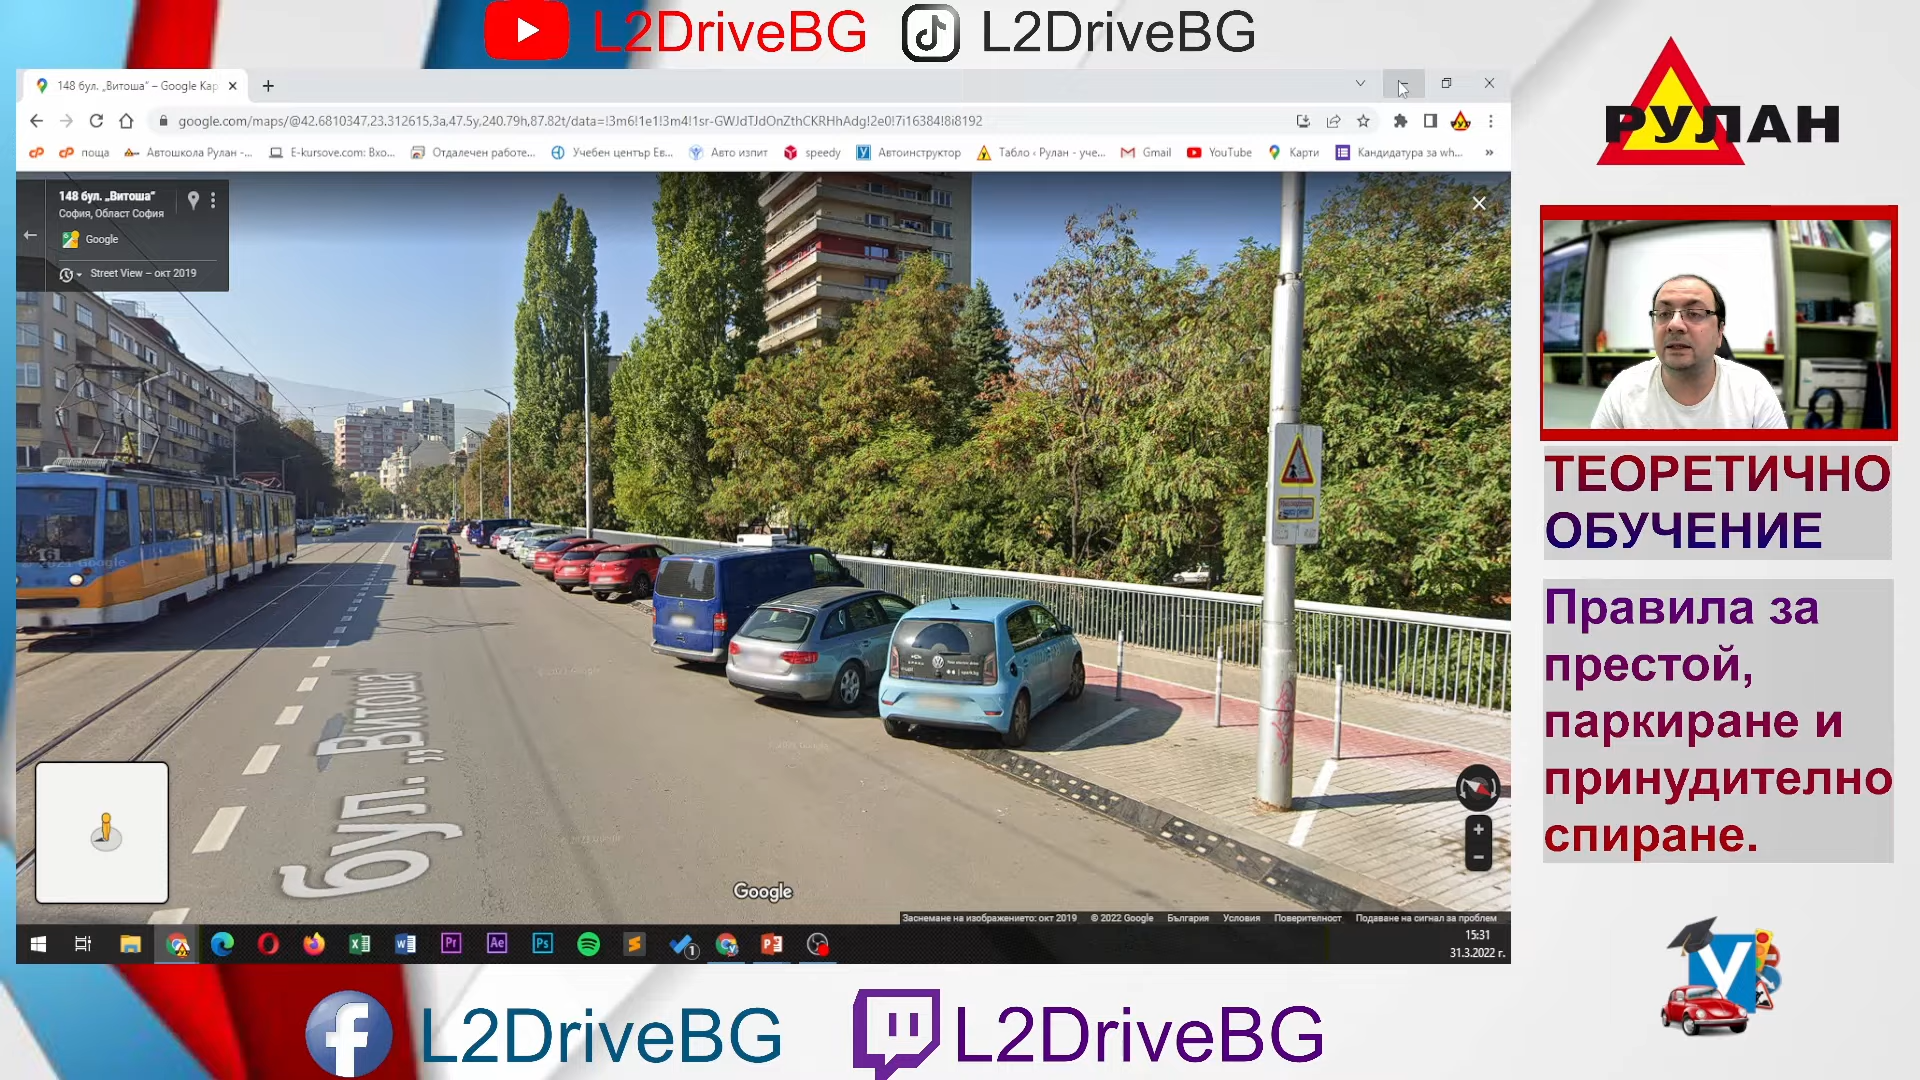 L2DriveBG
L2DriveBG
148 бул. „Витоша“ – Google Кар
google.com/maps/@42.6810347,23.312615,3a,47.5y,240.79h,87.82t/data=!3m6!1e1!3m4!1sr-GWJdTJdOnZthCKRHhAdg!2e0!7i16384!8i8192
поща
Автошкола Рулан -...
E-kursove.com: Вхо...
Отдалечен работе...
Учебен център Ев...
Авто изпит
speedy
Автоинструктор
Табло ‹ Рулан - уче...
Gmail
YouTube
Карти
Кандидатура за wh...
»
148 бул. „Витоша“
София, Област София
Google
Street View – окт 2019
16
бул. „Витоша“
Google
Заснемане на изображението: окт 2019
© 2022 Google
България
Условия
Поверителност
Подаване на сигнал за проблем
15:31
31.3.2022 г.
РУЛАН
ТЕОРЕТИЧНО
ОБУЧЕНИЕ
Правила за
престой,
паркиране и
принудително
спиране.
L2DriveBG
L2DriveBG